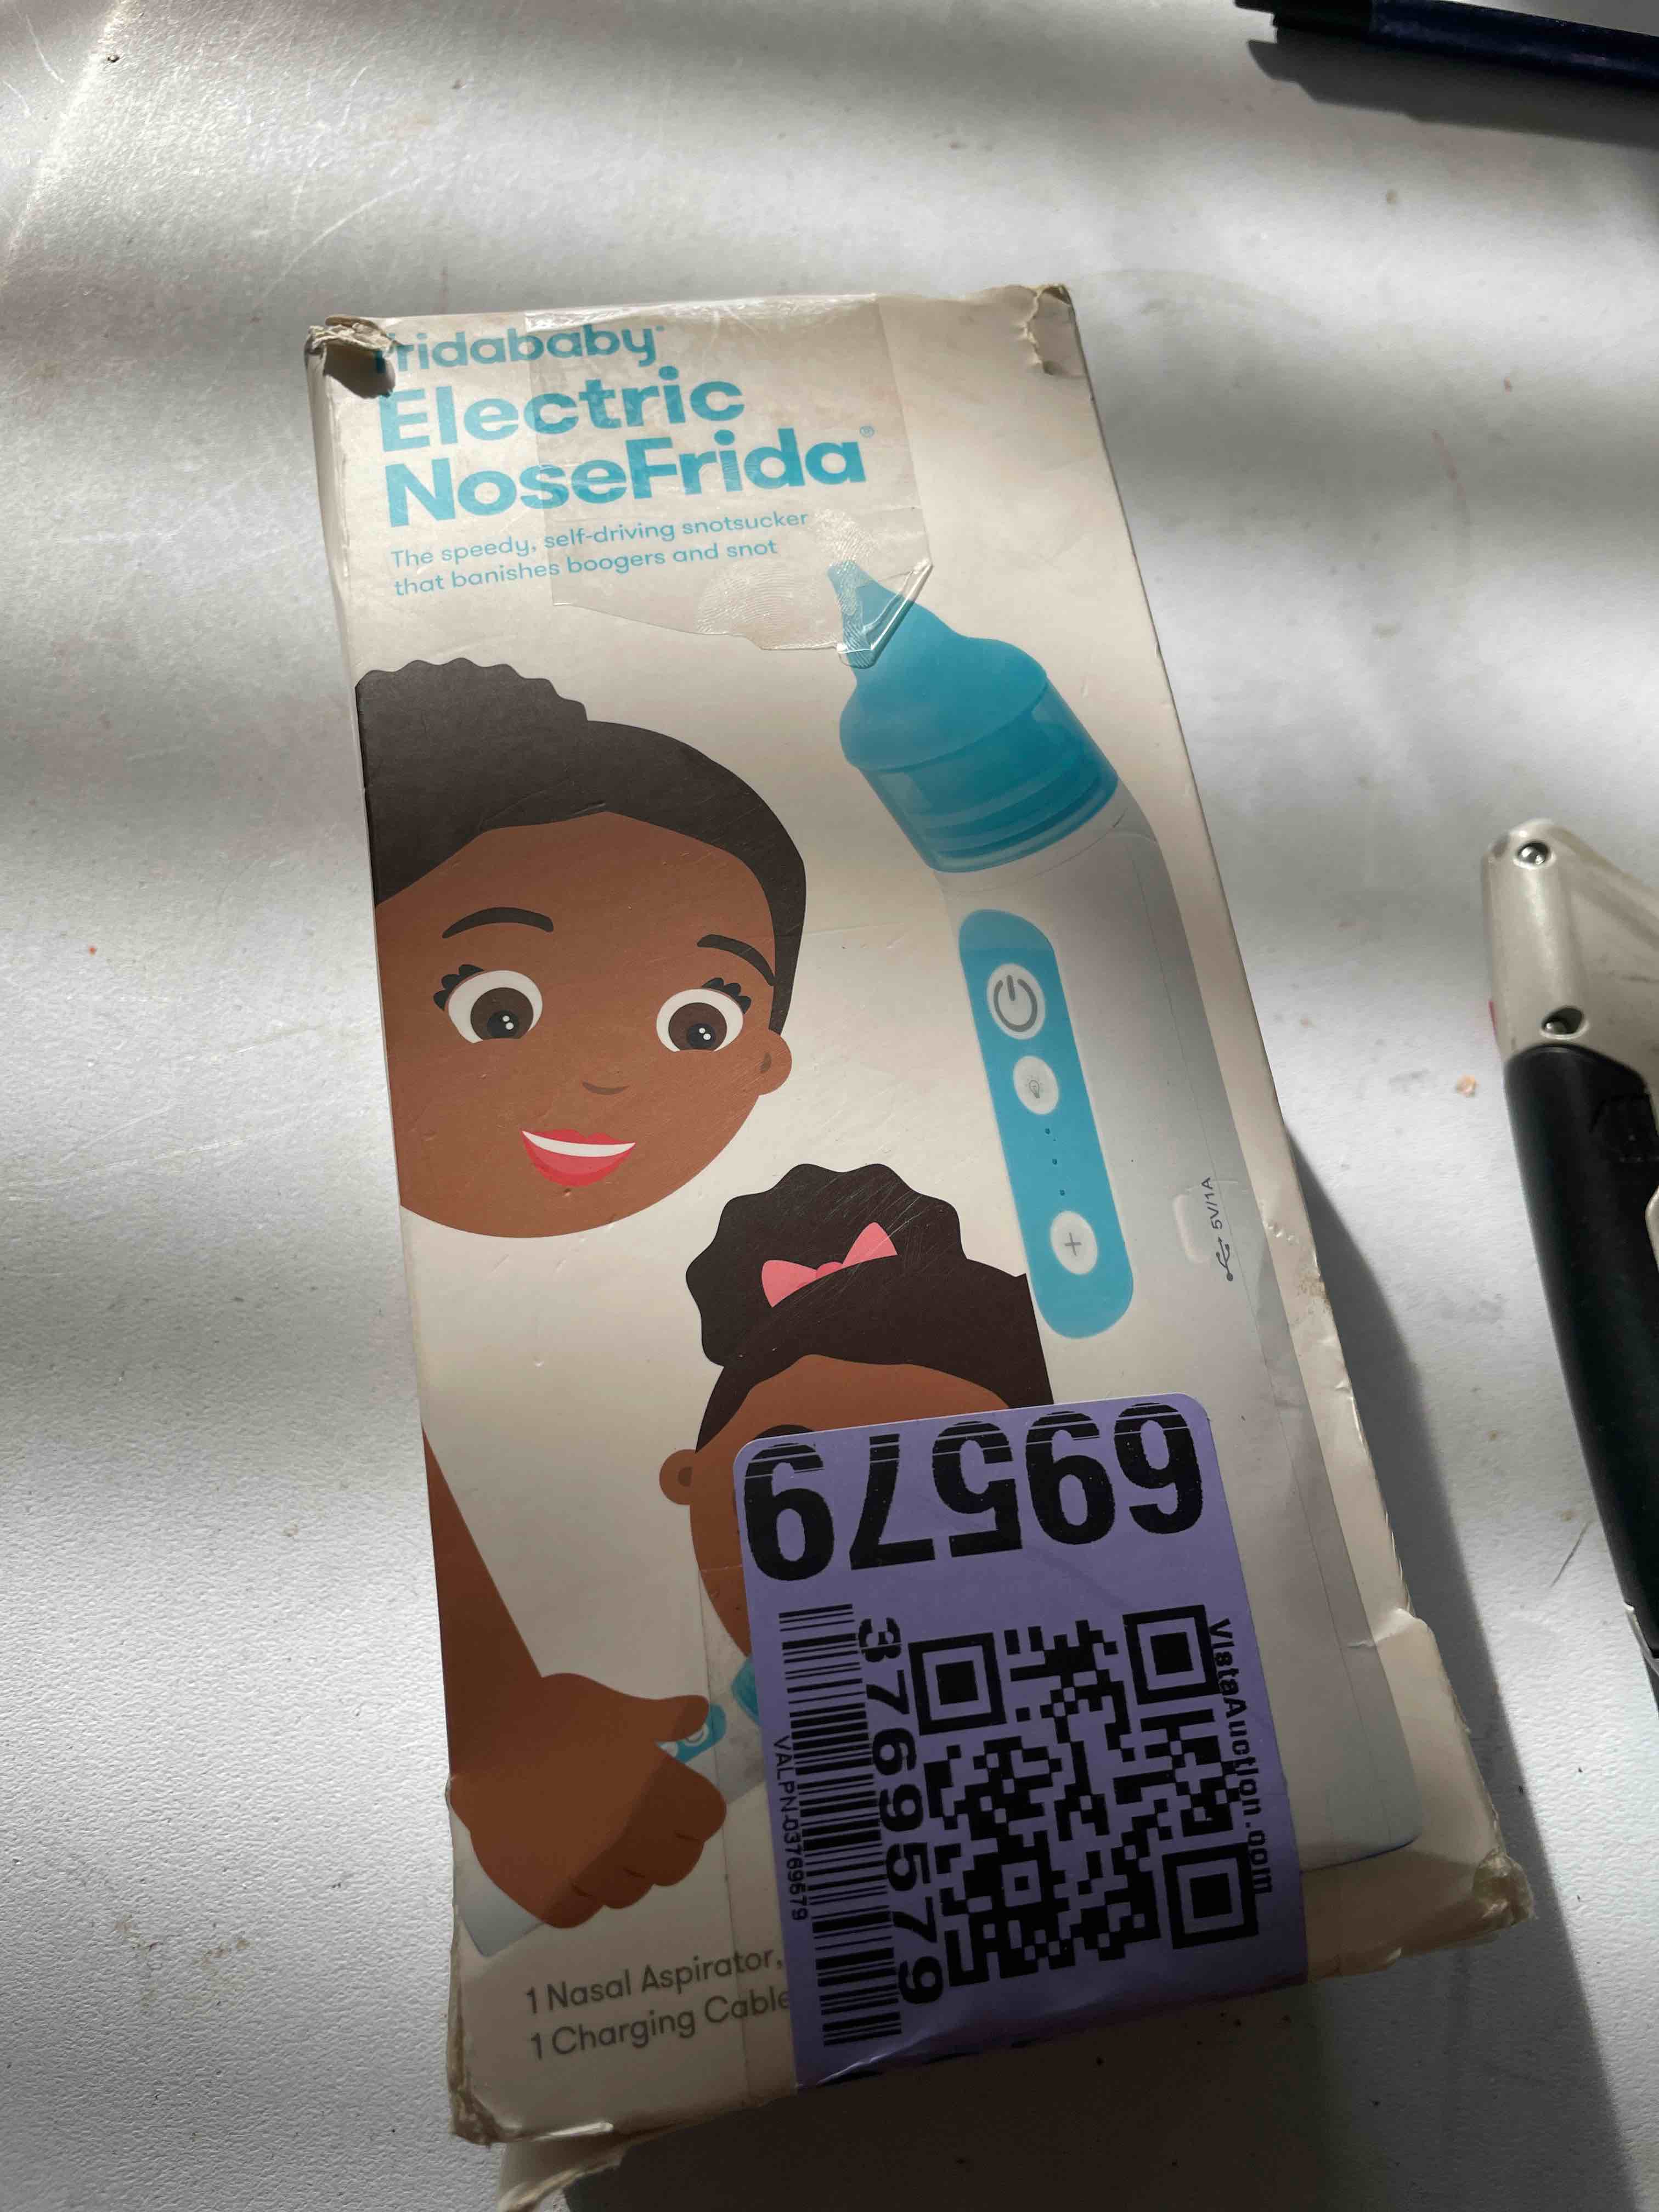 fridababy
Electric
NoseFrida®
The speedy, self-driving snotsucker
that banishes boogers and snot
5V/1A
69579
VistaAuction.com
3769579
VALPN-03769579
1 Nasal Aspirator,
1 Charging Cable